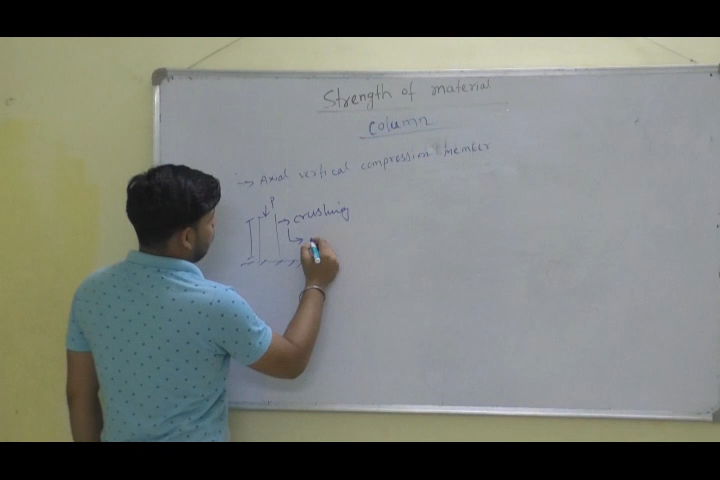 Strength of material
Column
→ Axial vertical compression member
P
→ crushing